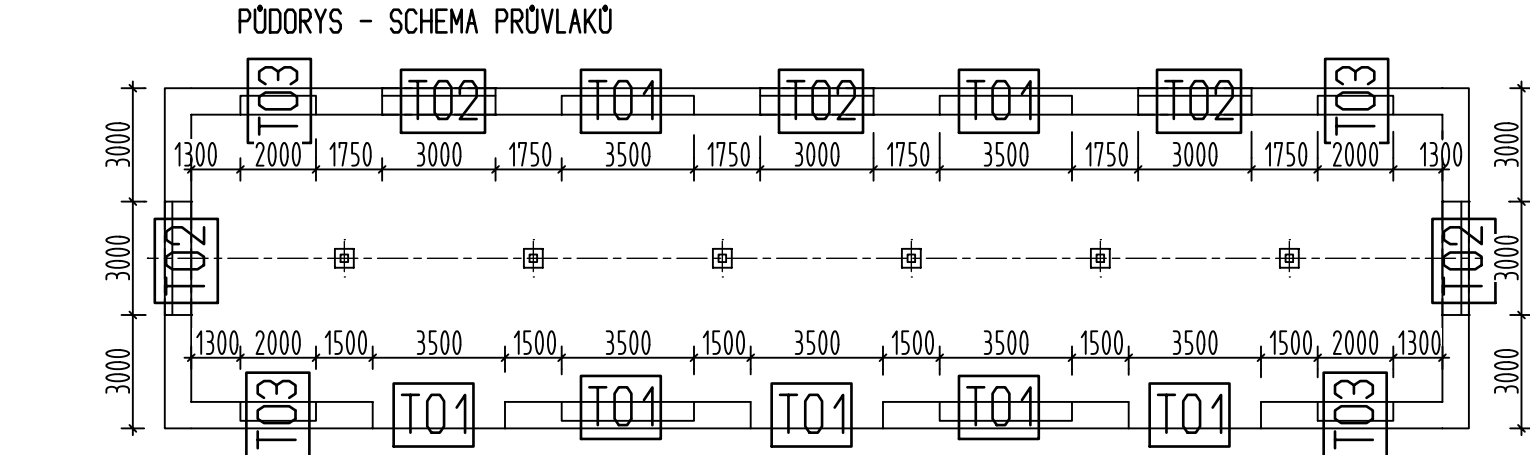 PŮDORYS - SCHEMA PRŮVLAKŮ
T03 T02 T01 T02 T01 T02 T03
3000 1300 2000 1750 3000 1750 3500 1750 3000 1750 3500 1750 3000 1750 2000 1300 3000
3000 T02 T02 3000
3000 1300 2000 1500 3500 1500 3500 1500 3500 1500 3500 1500 3500 1500 2000 1300 3000
T03 T01 T01 T01 T01 T01 T03